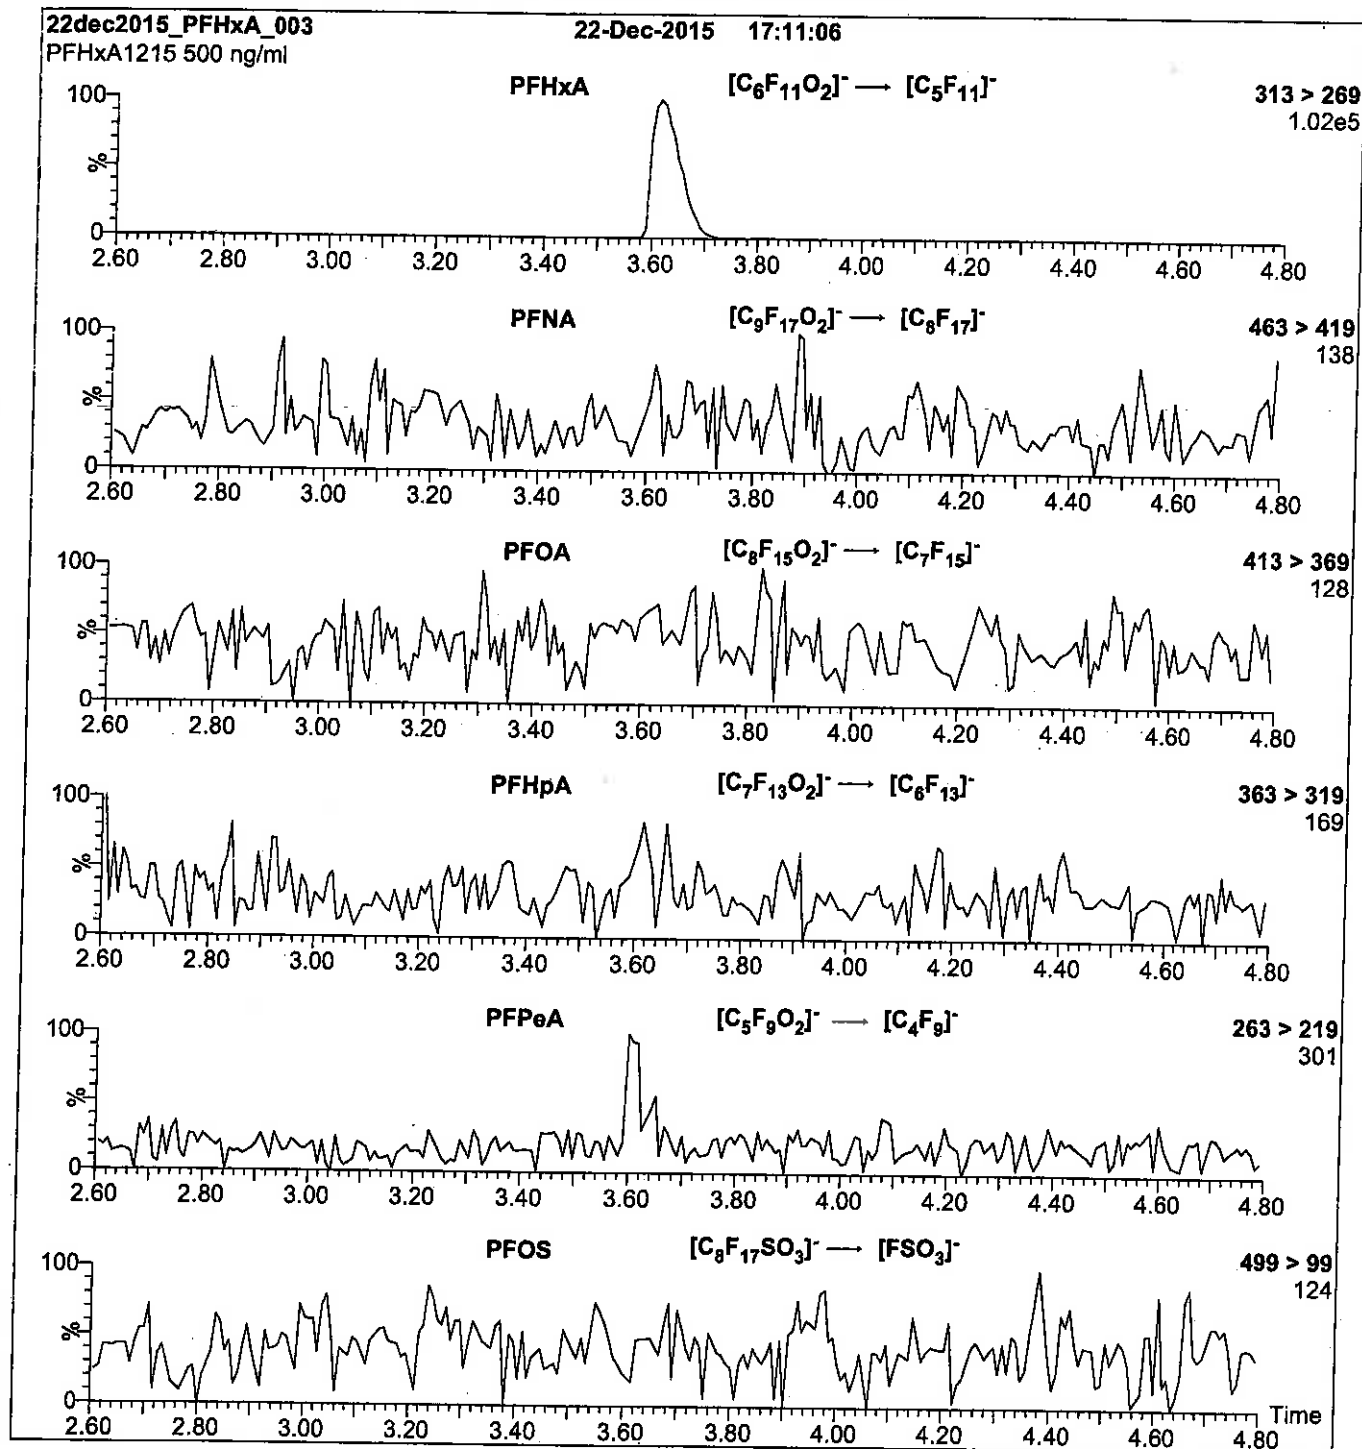 22dec2015_PFHxA_003 22-Dec-2015 17:11:06
PFHxA1215 500 ng/ml
PFHxA [C6F11O2]- → [C5F11]- 313 > 269
1.02e5
100
%
0
2.60 2.80 3.00 3.20 3.40 3.60 3.80 4.00 4.20 4.40 4.60 4.80
PFNA [C9F17O2]- → [C8F17]- 463 > 419
138
100
%
0
2.60 2.80 3.00 3.20 3.40 3.60 3.80 4.00 4.20 4.40 4.60 4.80
PFOA [C8F15O2]- → [C7F15]- 413 > 369
128
100
%
0
2.60 2.80 3.00 3.20 3.40 3.60 3.80 4.00 4.20 4.40 4.60 4.80
PFHpA [C7F13O2]- → [C6F13]- 363 > 319
169
100
%
0
2.60 2.80 3.00 3.20 3.40 3.60 3.80 4.00 4.20 4.40 4.60 4.80
PFPeA [C5F9O2]- → [C4F9]- 263 > 219
301
100
%
0
2.60 2.80 3.00 3.20 3.40 3.60 3.80 4.00 4.20 4.40 4.60 4.80
PFOS [C8F17SO3]- → [FSO3]- 499 > 99
124
100
%
0
Time
2.60 2.80 3.00 3.20 3.40 3.60 3.80 4.00 4.20 4.40 4.60 4.80